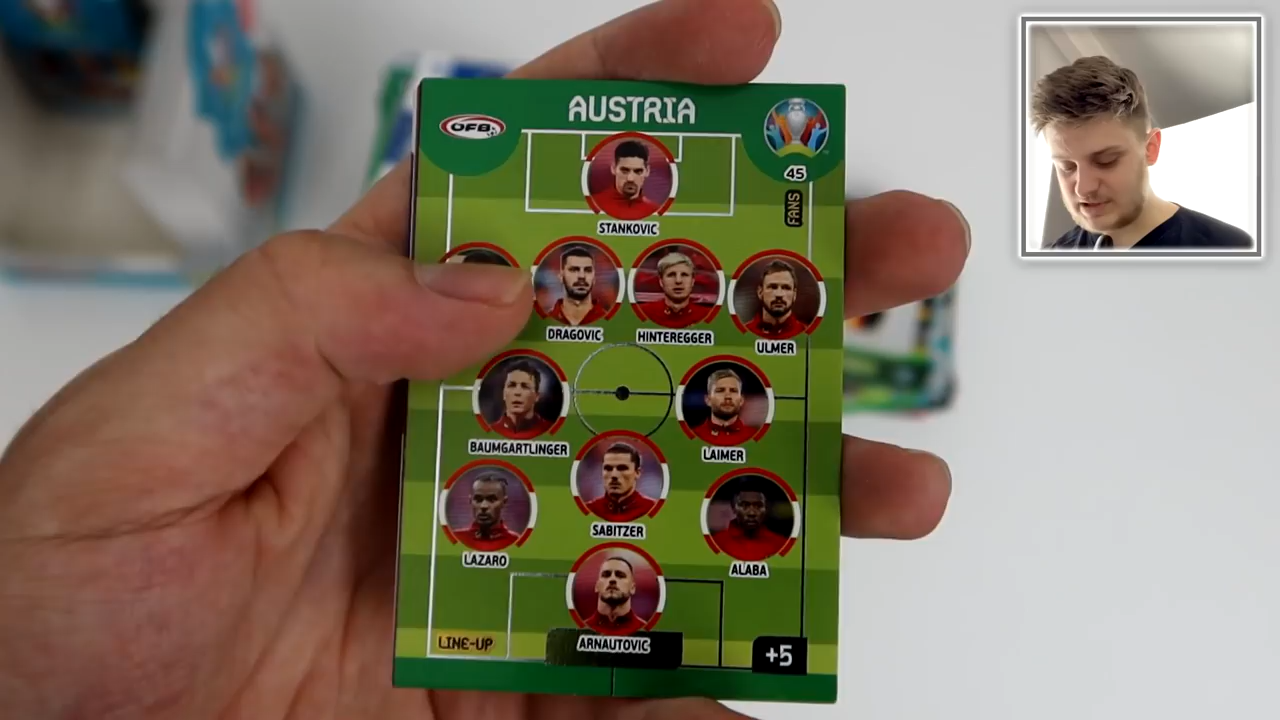 AUSTRIA
ÖFB
45
FANS
STANKOVIC
DRAGOVIC
HINTEREGGER
ULMER
BAUMGARTLINGER
LAIMER
SABITZER
LAZARO
ALABA
ARNAUTOVIC
LINE-UP
+5